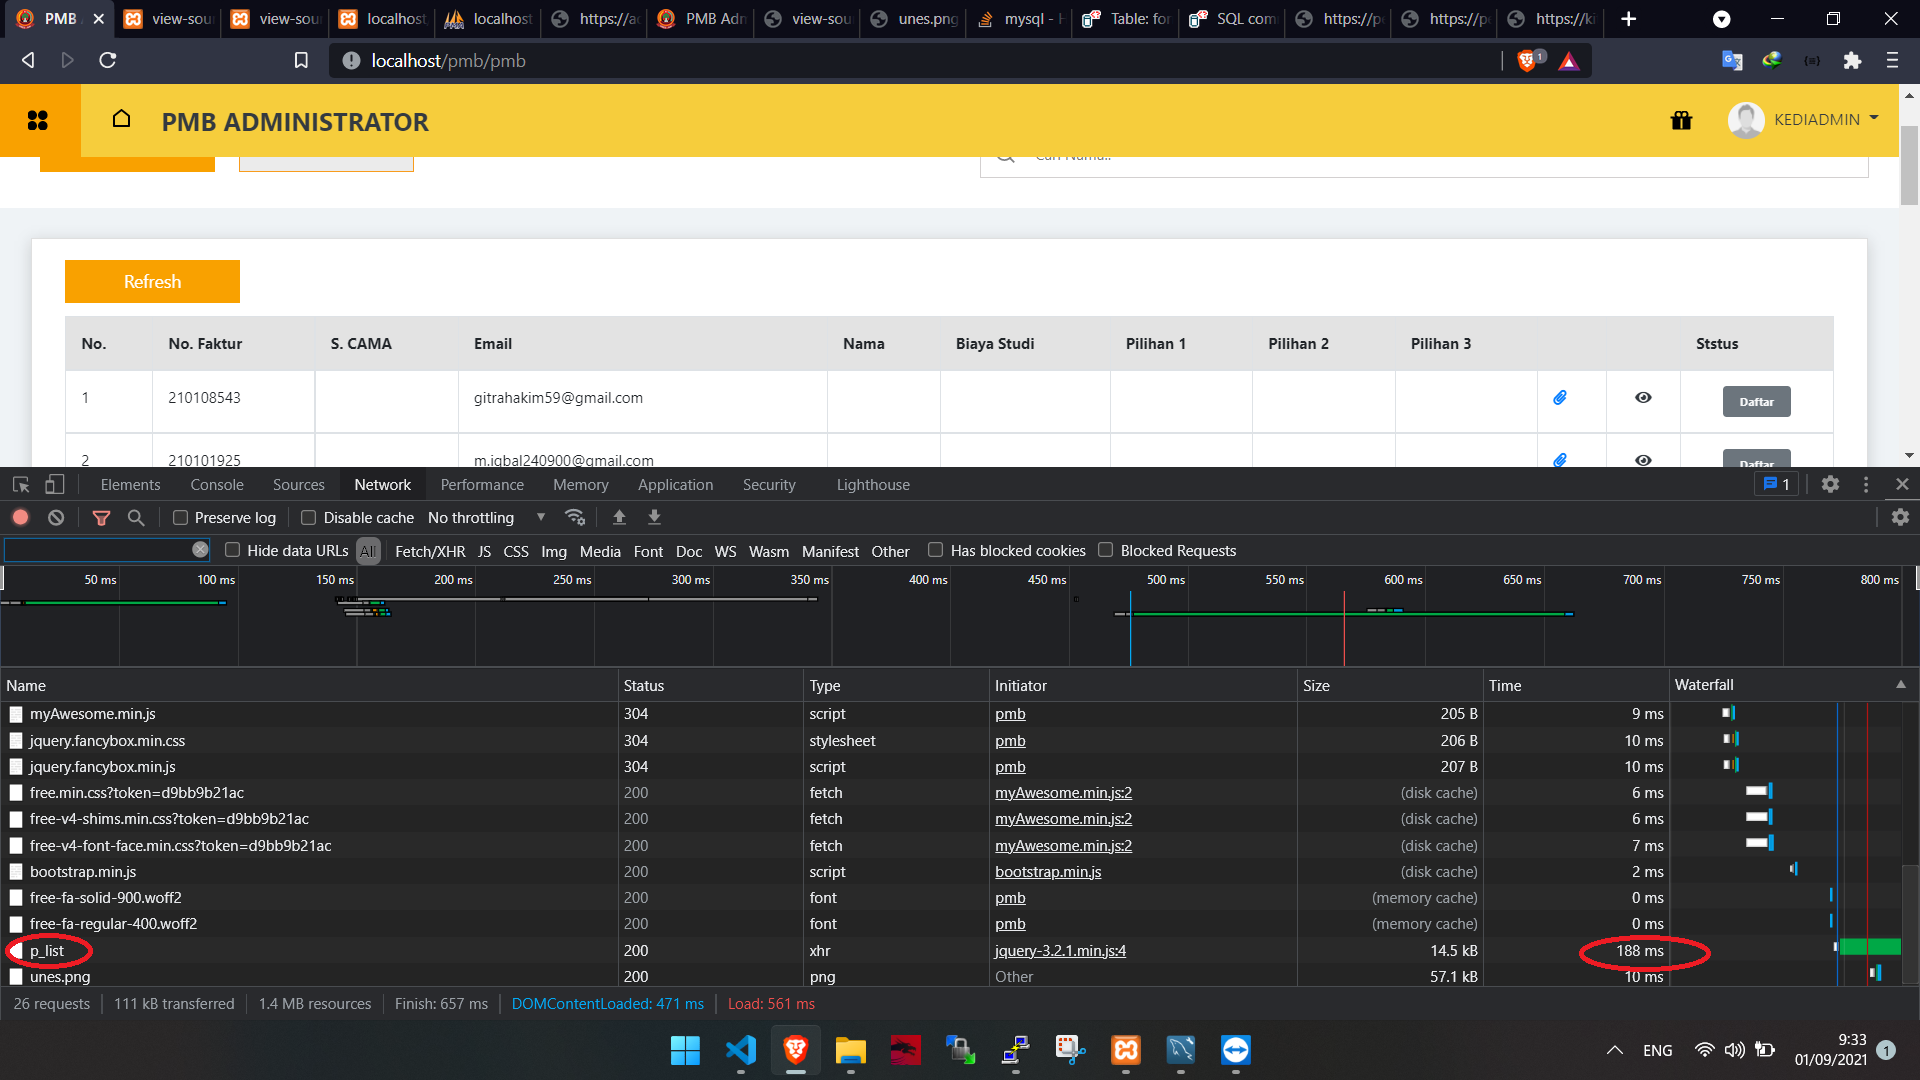 PMB
view-sou
view-sou
localhost
localhost
https://ac
PMB Adm
view-sou
unes.png
mysql - H
Table: for
SQL com
https://po
https://po
https://ki
localhost/pmb/pmb
1
PMB ADMINISTRATOR
KEDIADMIN
Cari Nama..
Refresh
No. No. Faktur S. CAMA Email Nama Biaya Studi Pilihan 1 Pilihan 2 Pilihan 3 Ststus
1 210108543 gitrahakim59@gmail.com Daftar
2 210101925 m.iqbal240900@gmail.com Daftar
Elements Console Sources Network Performance Memory Application Security Lighthouse 1
Preserve log Disable cache No throttling
Hide data URLs All Fetch/XHR JS CSS Img Media Font Doc WS Wasm Manifest Other Has blocked cookies Blocked Requests
50 ms 100 ms 150 ms 200 ms 250 ms 300 ms 350 ms 400 ms 450 ms 500 ms 550 ms 600 ms 650 ms 700 ms 750 ms 800 ms
Name Status Type Initiator Size Time Waterfall
myAwesome.min.js 304 script pmb 205 B 9 ms
jquery.fancybox.min.css 304 stylesheet pmb 206 B 10 ms
jquery.fancybox.min.js 304 script pmb 207 B 10 ms
free.min.css?token=d9bb9b21ac 200 fetch myAwesome.min.js:2 (disk cache) 6 ms
free-v4-shims.min.css?token=d9bb9b21ac 200 fetch myAwesome.min.js:2 (disk cache) 6 ms
free-v4-font-face.min.css?token=d9bb9b21ac 200 fetch myAwesome.min.js:2 (disk cache) 7 ms
bootstrap.min.js 200 script bootstrap.min.js (disk cache) 2 ms
free-fa-solid-900.woff2 200 font pmb (memory cache) 0 ms
free-fa-regular-400.woff2 200 font pmb (memory cache) 0 ms
p_list 200 xhr jquery-3.2.1.min.js:4 14.5 kB 188 ms
unes.png 200 png Other 57.1 kB 10 ms
26 requests 111 kB transferred 1.4 MB resources Finish: 657 ms DOMContentLoaded: 471 ms Load: 561 ms
ENG
9:33
01/09/2021
1